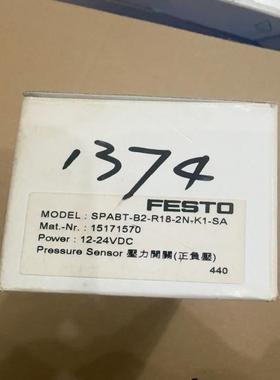 1374
FESTO
MODEL : SPABT-B2-R18-2N-K1-SA
Mat.-Nr. : 15171570
Power : 12-24VDC
Pressure Sensor 壓力開關(正負壓)
440